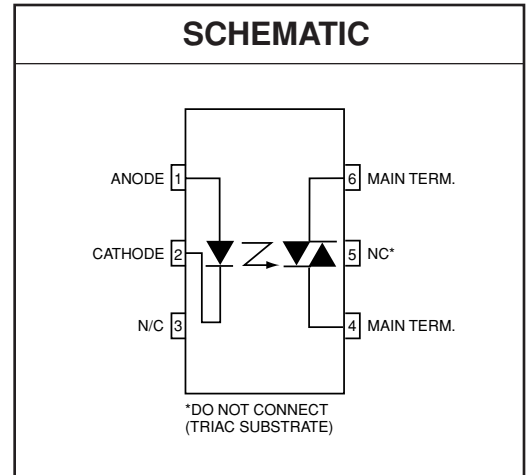 SCHEMATIC
ANODE 1
6 MAIN TERM.
CATHODE 2
5 NC*
N/C 3
4 MAIN TERM.
*DO NOT CONNECT
(TRIAC SUBSTRATE)